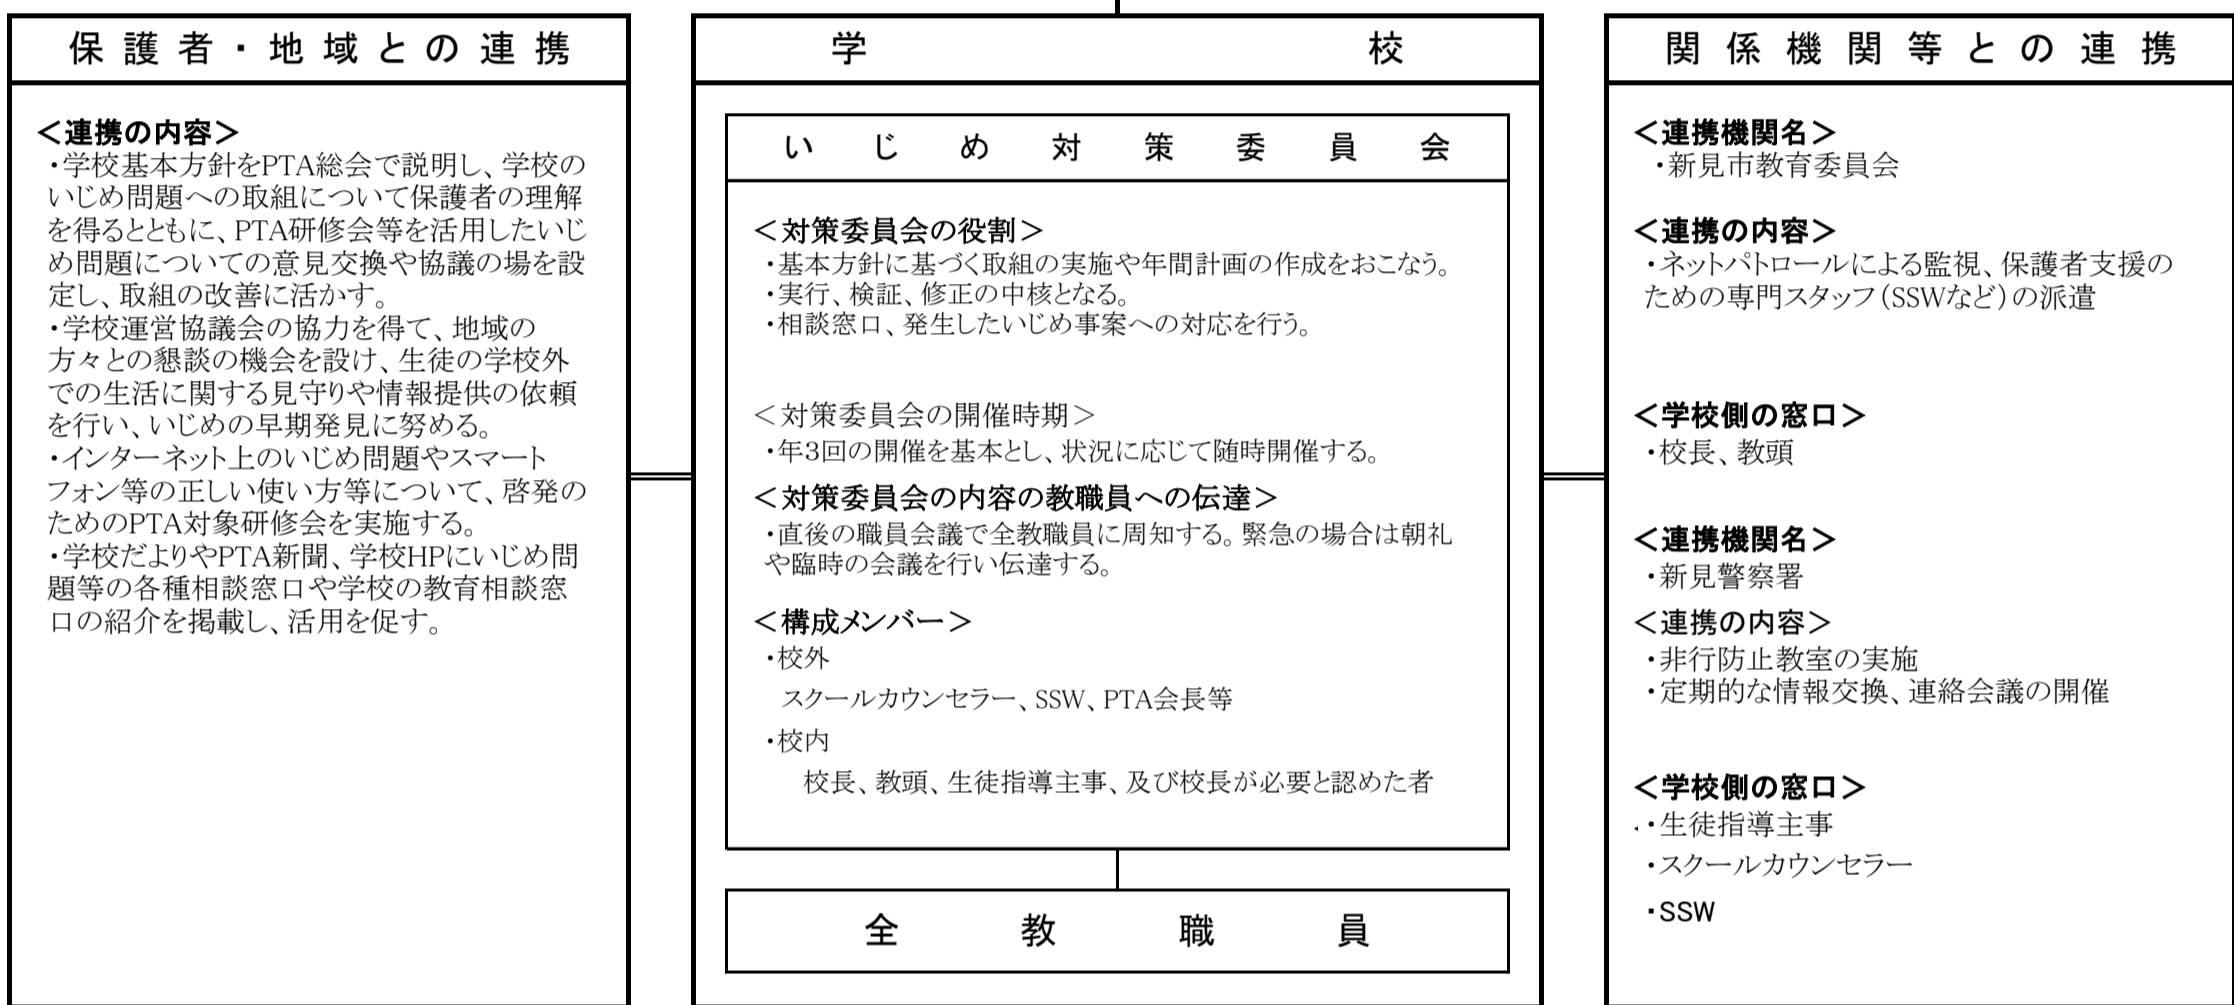 保護者・地域との連携
＜連携の内容＞
・学校基本方針をPTA総会で説明し、学校の
いじめ問題への取組について保護者の理解
を得るとともに、PTA研修会等を活用したいじ
め問題についての意見交換や協議の場を設
定し、取組の改善に活かす。
・学校運営協議会の協力を得て、地域の
方々との懇談の機会を設け、生徒の学校外
での生活に関する見守りや情報提供の依頼
を行い、いじめの早期発見に努める。
・インターネット上のいじめ問題やスマート
フォン等の正しい使い方等について、啓発の
ためのPTA対象研修会を実施する。
・学校だよりやPTA新聞、学校HPにいじめ問
題等の各種相談窓口や学校の教育相談窓
口の紹介を掲載し、活用を促す。
学校
いじめ対策委員会
＜対策委員会の役割＞
・基本方針に基づく取組の実施や年間計画の作成をおこなう。
・実行、検証、修正の中核となる。
・相談窓口、発生したいじめ事案への対応を行う。
＜対策委員会の開催時期＞
・年3回の開催を基本とし、状況に応じて随時開催する。
＜対策委員会の内容の教職員への伝達＞
・直後の職員会議で全教職員に周知する。緊急の場合は朝礼
や臨時の会議を行い伝達する。
＜構成メンバー＞
・校外
スクールカウンセラー、SSW、PTA会長等
・校内
校長、教頭、生徒指導主事、及び校長が必要と認めた者
全教職員
関係機関等との連携
＜連携機関名＞
・新見市教育委員会
＜連携の内容＞
・ネットパトロールによる監視、保護者支援の
ための専門スタッフ（SSWなど）の派遣
＜学校側の窓口＞
・校長、教頭
＜連携機関名＞
・新見警察署
＜連携の内容＞
・非行防止教室の実施
・定期的な情報交換、連絡会議の開催
＜学校側の窓口＞
・生徒指導主事
・スクールカウンセラー
・SSW